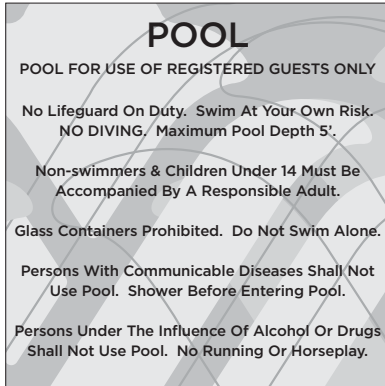 POOL
POOL FOR USE OF REGISTERED GUESTS ONLY
No Lifeguard On Duty. Swim At Your Own Risk.
NO DIVING. Maximum Pool Depth 5'.
Non-swimmers & Children Under 14 Must Be
Accompanied By A Responsible Adult.
Glass Containers Prohibited. Do Not Swim Alone.
Persons With Communicable Diseases Shall Not
Use Pool. Shower Before Entering Pool.
Persons Under The Influence Of Alcohol Or Drugs
Shall Not Use Pool. No Running Or Horseplay.